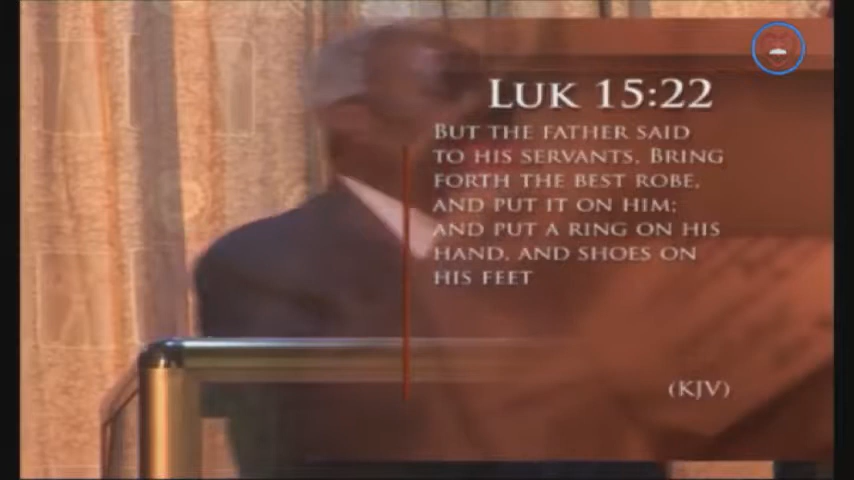 LUK 15:22
BUT THE FATHER SAID
TO HIS SERVANTS, BRING
FORTH THE BEST ROBE,
AND PUT IT ON HIM;
AND PUT A RING ON HIS
HAND, AND SHOES ON
HIS FEET
(KJV)